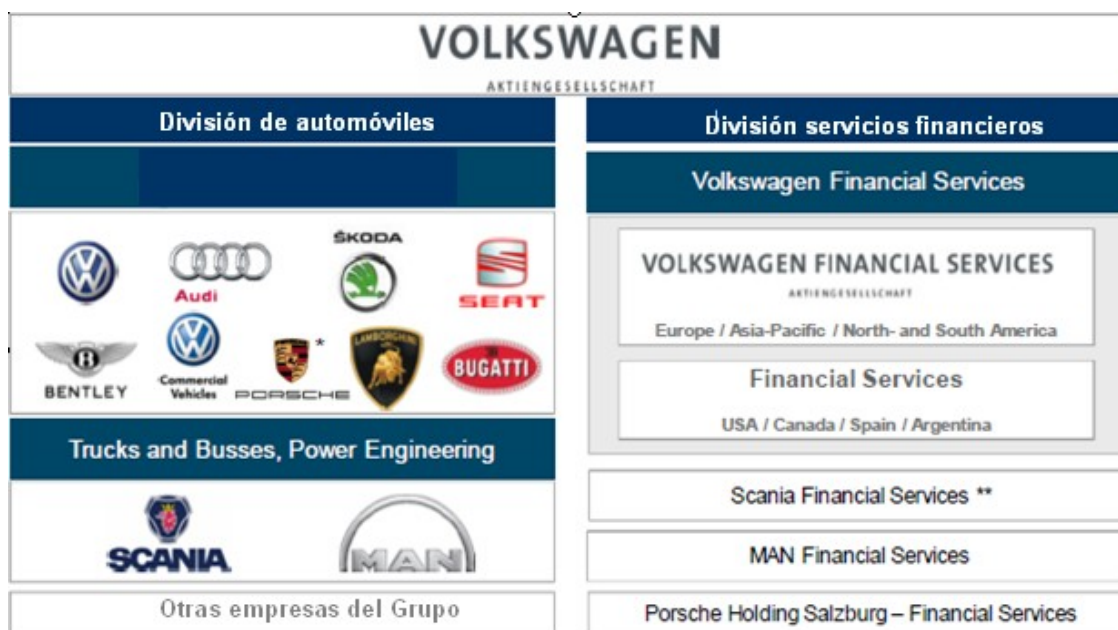 VOLKSWAGEN
AKTIENGESELLSCHAFT
División de automóviles
ŠKODA
Audi
SEAT
LAMBORGHINI
BENTLEY
Commercial
Vehicles
*
PORSCHE
BUGATTI
Trucks and Busses, Power Engineering
SCANIA
MAN
Otras empresas del Grupo
División servicios financieros
Volkswagen Financial Services
VOLKSWAGEN FINANCIAL SERVICES
AKTIENGESELLSCHAFT
Europe / Asia-Pacific / North- and South America
Financial Services
USA / Canada / Spain / Argentina
Scania Financial Services **
MAN Financial Services
Porsche Holding Salzburg – Financial Services